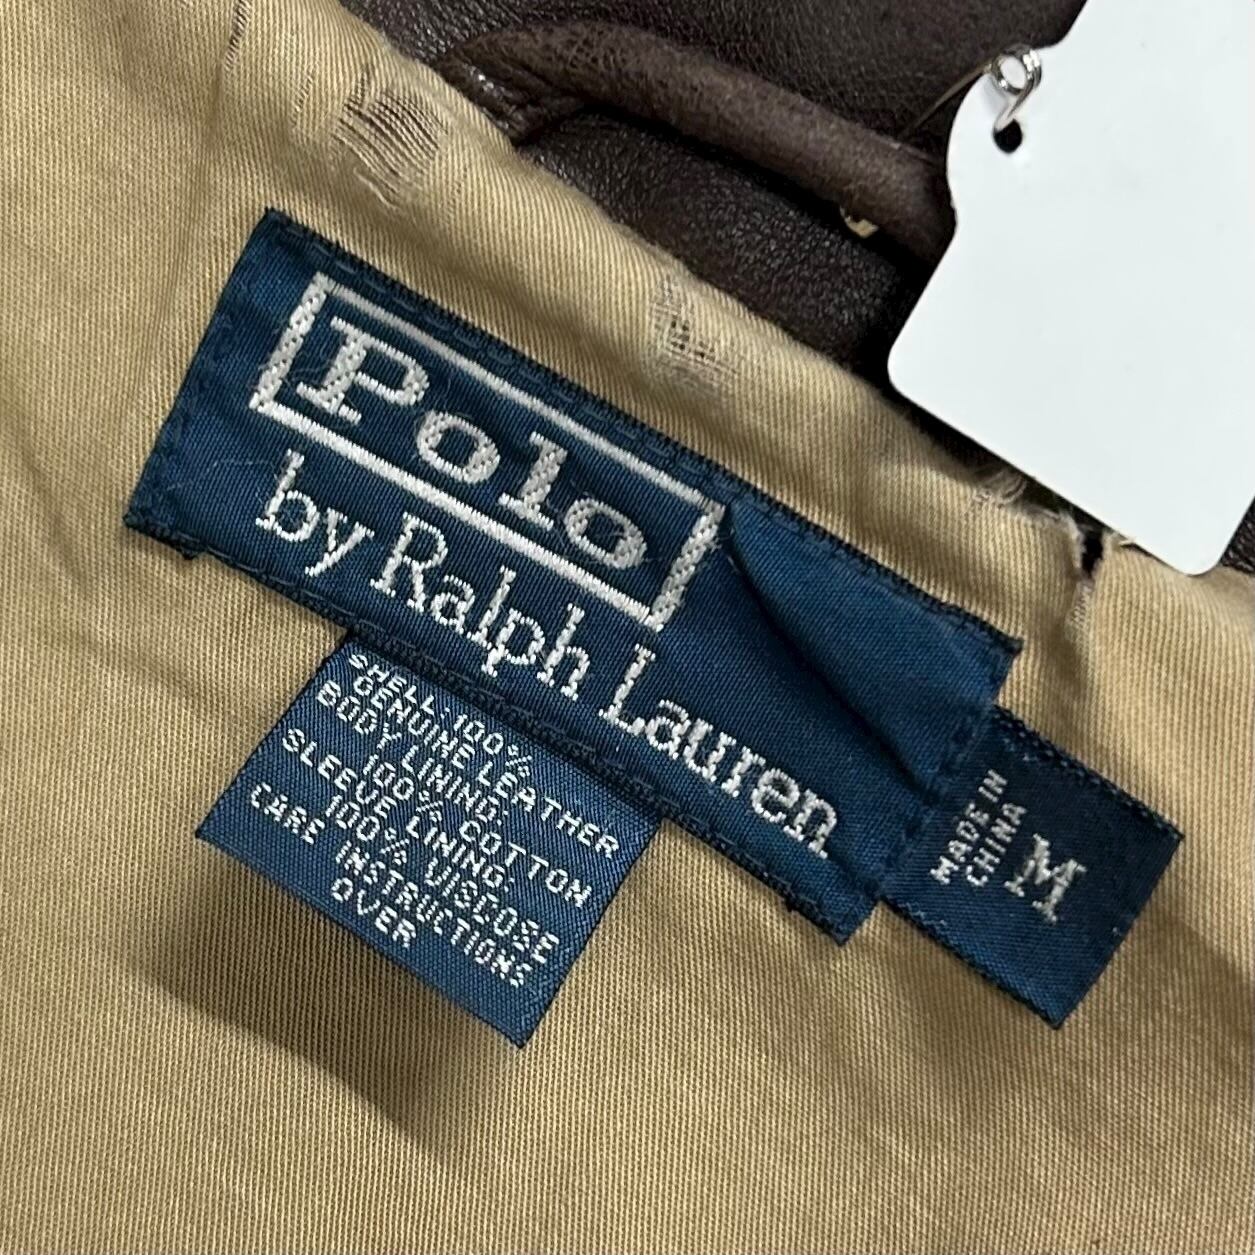 Polo
by Ralph Lauren
SHELL:100%
GENUINE LEATHER
BODY LINING:
100% COTTON
SLEEVE LINING:
100% VISCOSE
CARE INSTRUCTIONS
OVER
MADE IN
CHINA
M